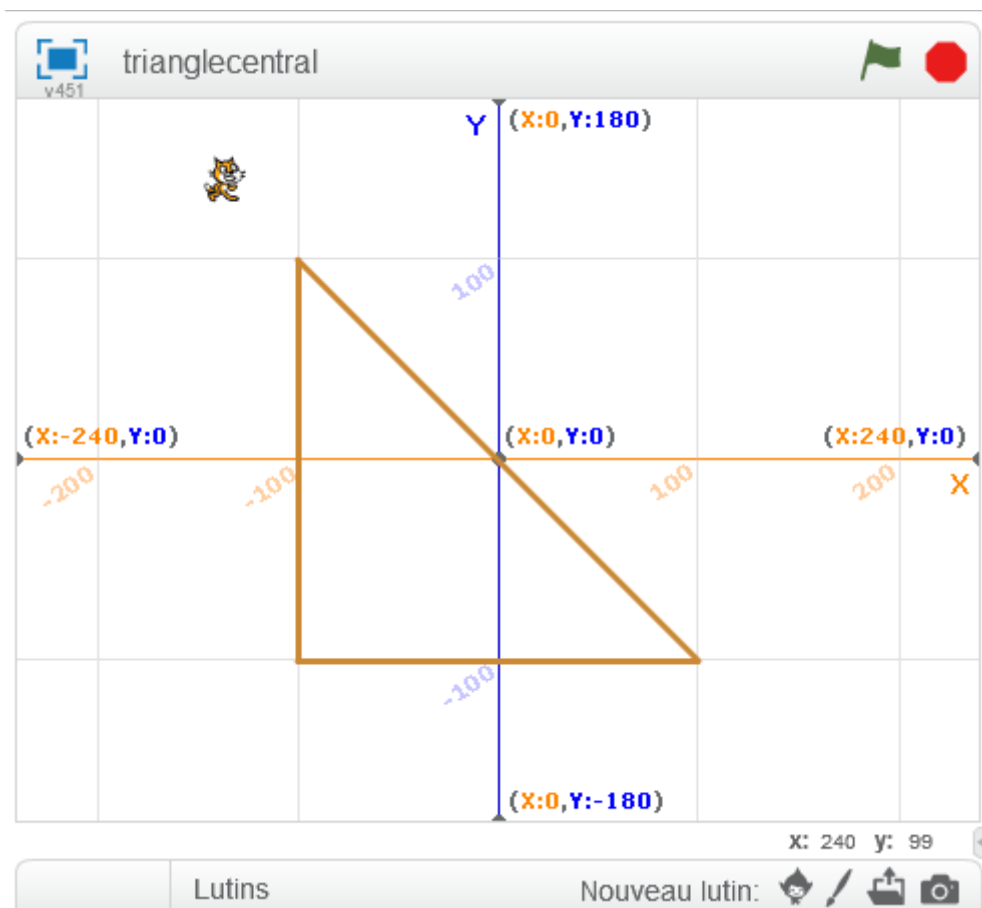 trianglecentral
v451
Y (X:0,Y:180)
100
(X:-240,Y:0) (X:0,Y:0) (X:240,Y:0)
-200 -100 100 200 X
-100
(X:0,Y:-180)
X: 240 y: 99
Lutins Nouveau lutin: